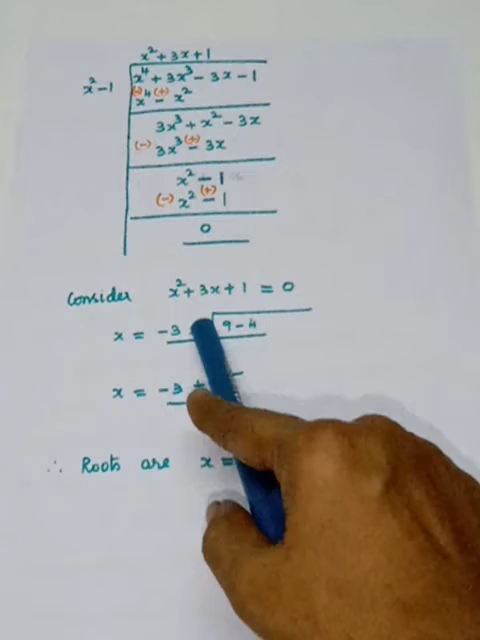 x² + 3x + 1
x² - 1 x⁴ + 3x³ - 3x - 1
(-) (+)
x⁴ - x²
3x³ + x² - 3x
(-) 3x³ (+) - 3x
x² - 1
(-) x² (+) - 1
0
Consider x² + 3x + 1 = 0
x = -3 √9 - 4
x = -3 ±
∴ Roots are x =